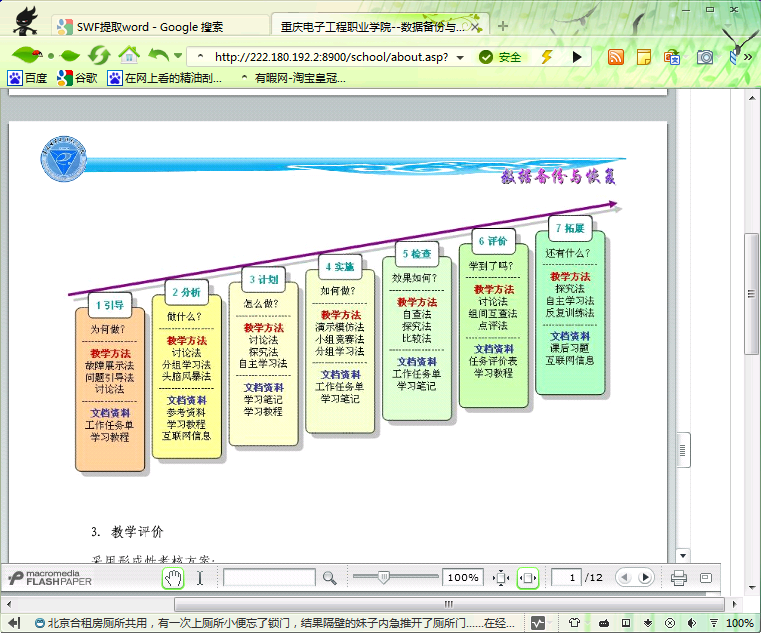 SWF提取word - Google 搜索
重庆电子工程职业学院--数据备份与...
http://222.180.192.2:8900/school/about.asp?
安全
百度
谷歌
在网上看的精油刮...
有眼网-淘宝皇冠...
数据备份与恢复
1 引导
为何做?
教学方法
故障展示法
问题引导法
讨论法
文档资料
工作任务单
学习教程
2 分析
做什么?
教学方法
讨论法
分组学习法
头脑风暴法
文档资料
参考资料
学习教程
互联网信息
3 计划
怎么做?
教学方法
讨论法
探究法
自主学习法
文档资料
学习笔记
学习教程
4 实施
如何做?
教学方法
演示模仿法
小组竞赛法
分组学习法
文档资料
工作任务单
学习笔记
5 检查
效果如何?
教学方法
自查法
探究法
比较法
文档资料
工作任务单
学习笔记
6 评价
学到了吗?
教学方法
讨论法
组间互查法
点评法
文档资料
任务评价表
学习教程
7 拓展
还有什么?
教学方法
探究法
自主学习法
反复训练法
文档资料
课后习题
互联网信息
3. 教学评价
采用形成性考核方案:
macromedia
FLASHPAPER
100%
1 /12
北京合租房厕所共用，有一次上厕所小便忘了锁门，结果隔壁的妹子内急推开了厕所门......在经...
100%